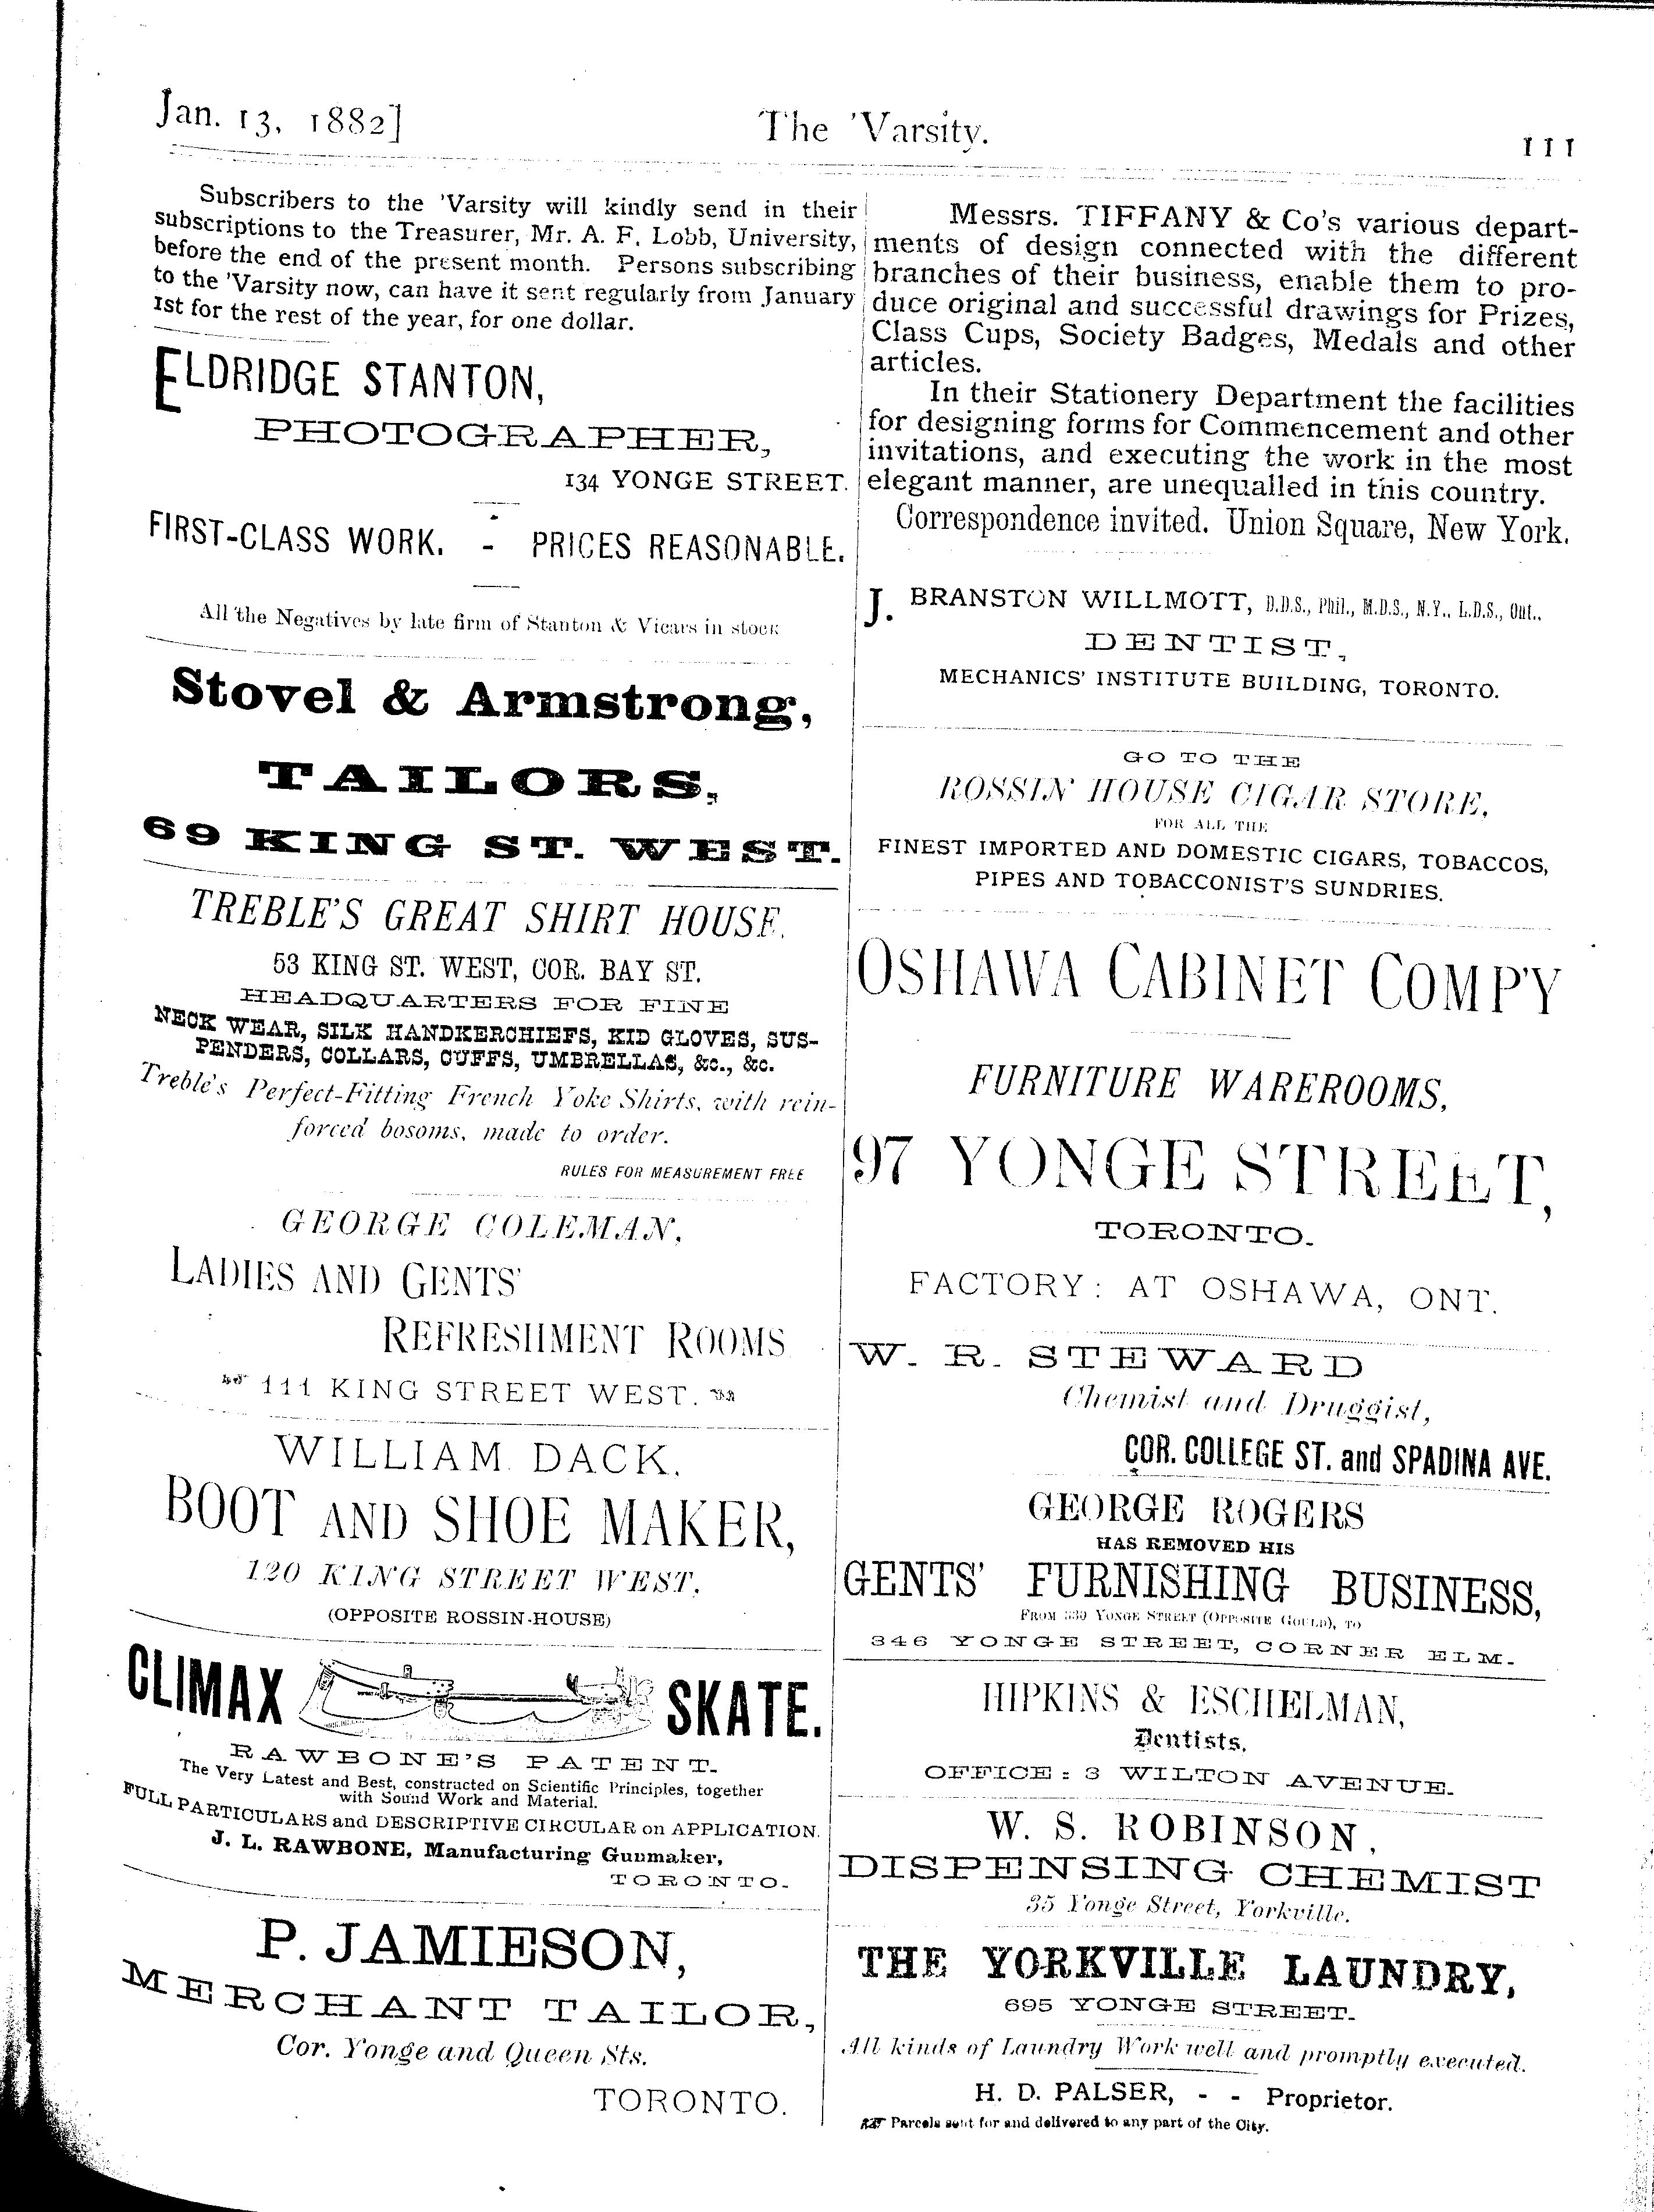 Jan. 13, 1882]
The 'Varsity.
111
Subscribers to the 'Varsity will kindly send in their
subscriptions to the Treasurer, Mr. A. F. Lobb, University,
before the end of the present month. Persons subscribing
to the 'Varsity now, can have it sent regularly from January
1st for the rest of the year, for one dollar.
ELDRIDGE STANTON,
PHOTOGRAPHER,
134 YONGE STREET.
FIRST-CLASS WORK. - PRICES REASONABLE.
All the Negatives by late firm of Stanton & Vicars in stock
Stovel & Armstrong,
TAILORS,
69 KING ST. WEST.
TREBLE'S GREAT SHIRT HOUSE,
53 KING ST. WEST, COR. BAY ST.
HEADQUARTERS FOR FINE
NECK WEAR, SILK HANDKERCHIEFS, KID GLOVES, SUS-
PENDERS, COLLARS, CUFFS, UMBRELLAS, &c., &c.
Treble's Perfect-Fitting French Yoke Shirts, with rein-
forced bosoms, made to order.
RULES FOR MEASUREMENT FREE
GEORGE COLEMAN,
LADIES AND GENTS'
REFRESHMENT ROOMS
111 KING STREET WEST.
WILLIAM DACK,
BOOT AND SHOE MAKER,
120 KING STREET WEST,
(OPPOSITE ROSSIN-HOUSE)
CLIMAX SKATE.
RAWBONE'S PATENT.
The Very Latest and Best, constructed on Scientific Principles, together
with Sound Work and Material.
FULL PARTICULARS and DESCRIPTIVE CIRCULAR on APPLICATION.
J. L. RAWBONE, Manufacturing Gunmaker,
TORONTO.
P. JAMIESON,
MERCHANT TAILOR,
Cor. Yonge and Queen Sts.
TORONTO.
Messrs. TIFFANY & Co's various depart-
ments of design connected with the different
branches of their business, enable them to pro-
duce original and successful drawings for Prizes,
Class Cups, Society Badges, Medals and other
articles.
In their Stationery Department the facilities
for designing forms for Commencement and other
invitations, and executing the work in the most
elegant manner, are unequalled in this country.
Correspondence invited. Union Square, New York.
J. BRANSTON WILLMOTT, D.D.S., Phil., M.D.S., N.Y., L.D.S., Ont.,
DENTIST,
MECHANICS' INSTITUTE BUILDING, TORONTO.
GO TO THE
ROSSIN HOUSE CIGAR STORE,
FOR ALL THE
FINEST IMPORTED AND DOMESTIC CIGARS, TOBACCOS,
PIPES AND TOBACCONIST'S SUNDRIES.
OSHAWA CABINET COMP'Y
FURNITURE WAREROOMS,
97 YONGE STREET,
TORONTO.
FACTORY: AT OSHAWA, ONT.
W. R. STEWARD
Chemist and Druggist,
COR. COLLEGE ST. and SPADINA AVE.
GEORGE ROGERS
HAS REMOVED HIS
GENTS' FURNISHING BUSINESS,
FROM 339 YONGE STREET (OPPOSITE GOULD), TO
346 YONGE STREET, CORNER ELM.
HIPKINS & ESCHELMAN,
Dentists,
OFFICE: 3 WILTON AVENUE.
W. S. ROBINSON,
DISPENSING CHEMIST
35 Yonge Street, Yorkville.
THE YORKVILLE LAUNDRY,
695 YONGE STREET.
All kinds of Laundry Work well and promptly executed.
H. D. PALSER, - - Proprietor.
Parcels sent for and delivered to any part of the City.